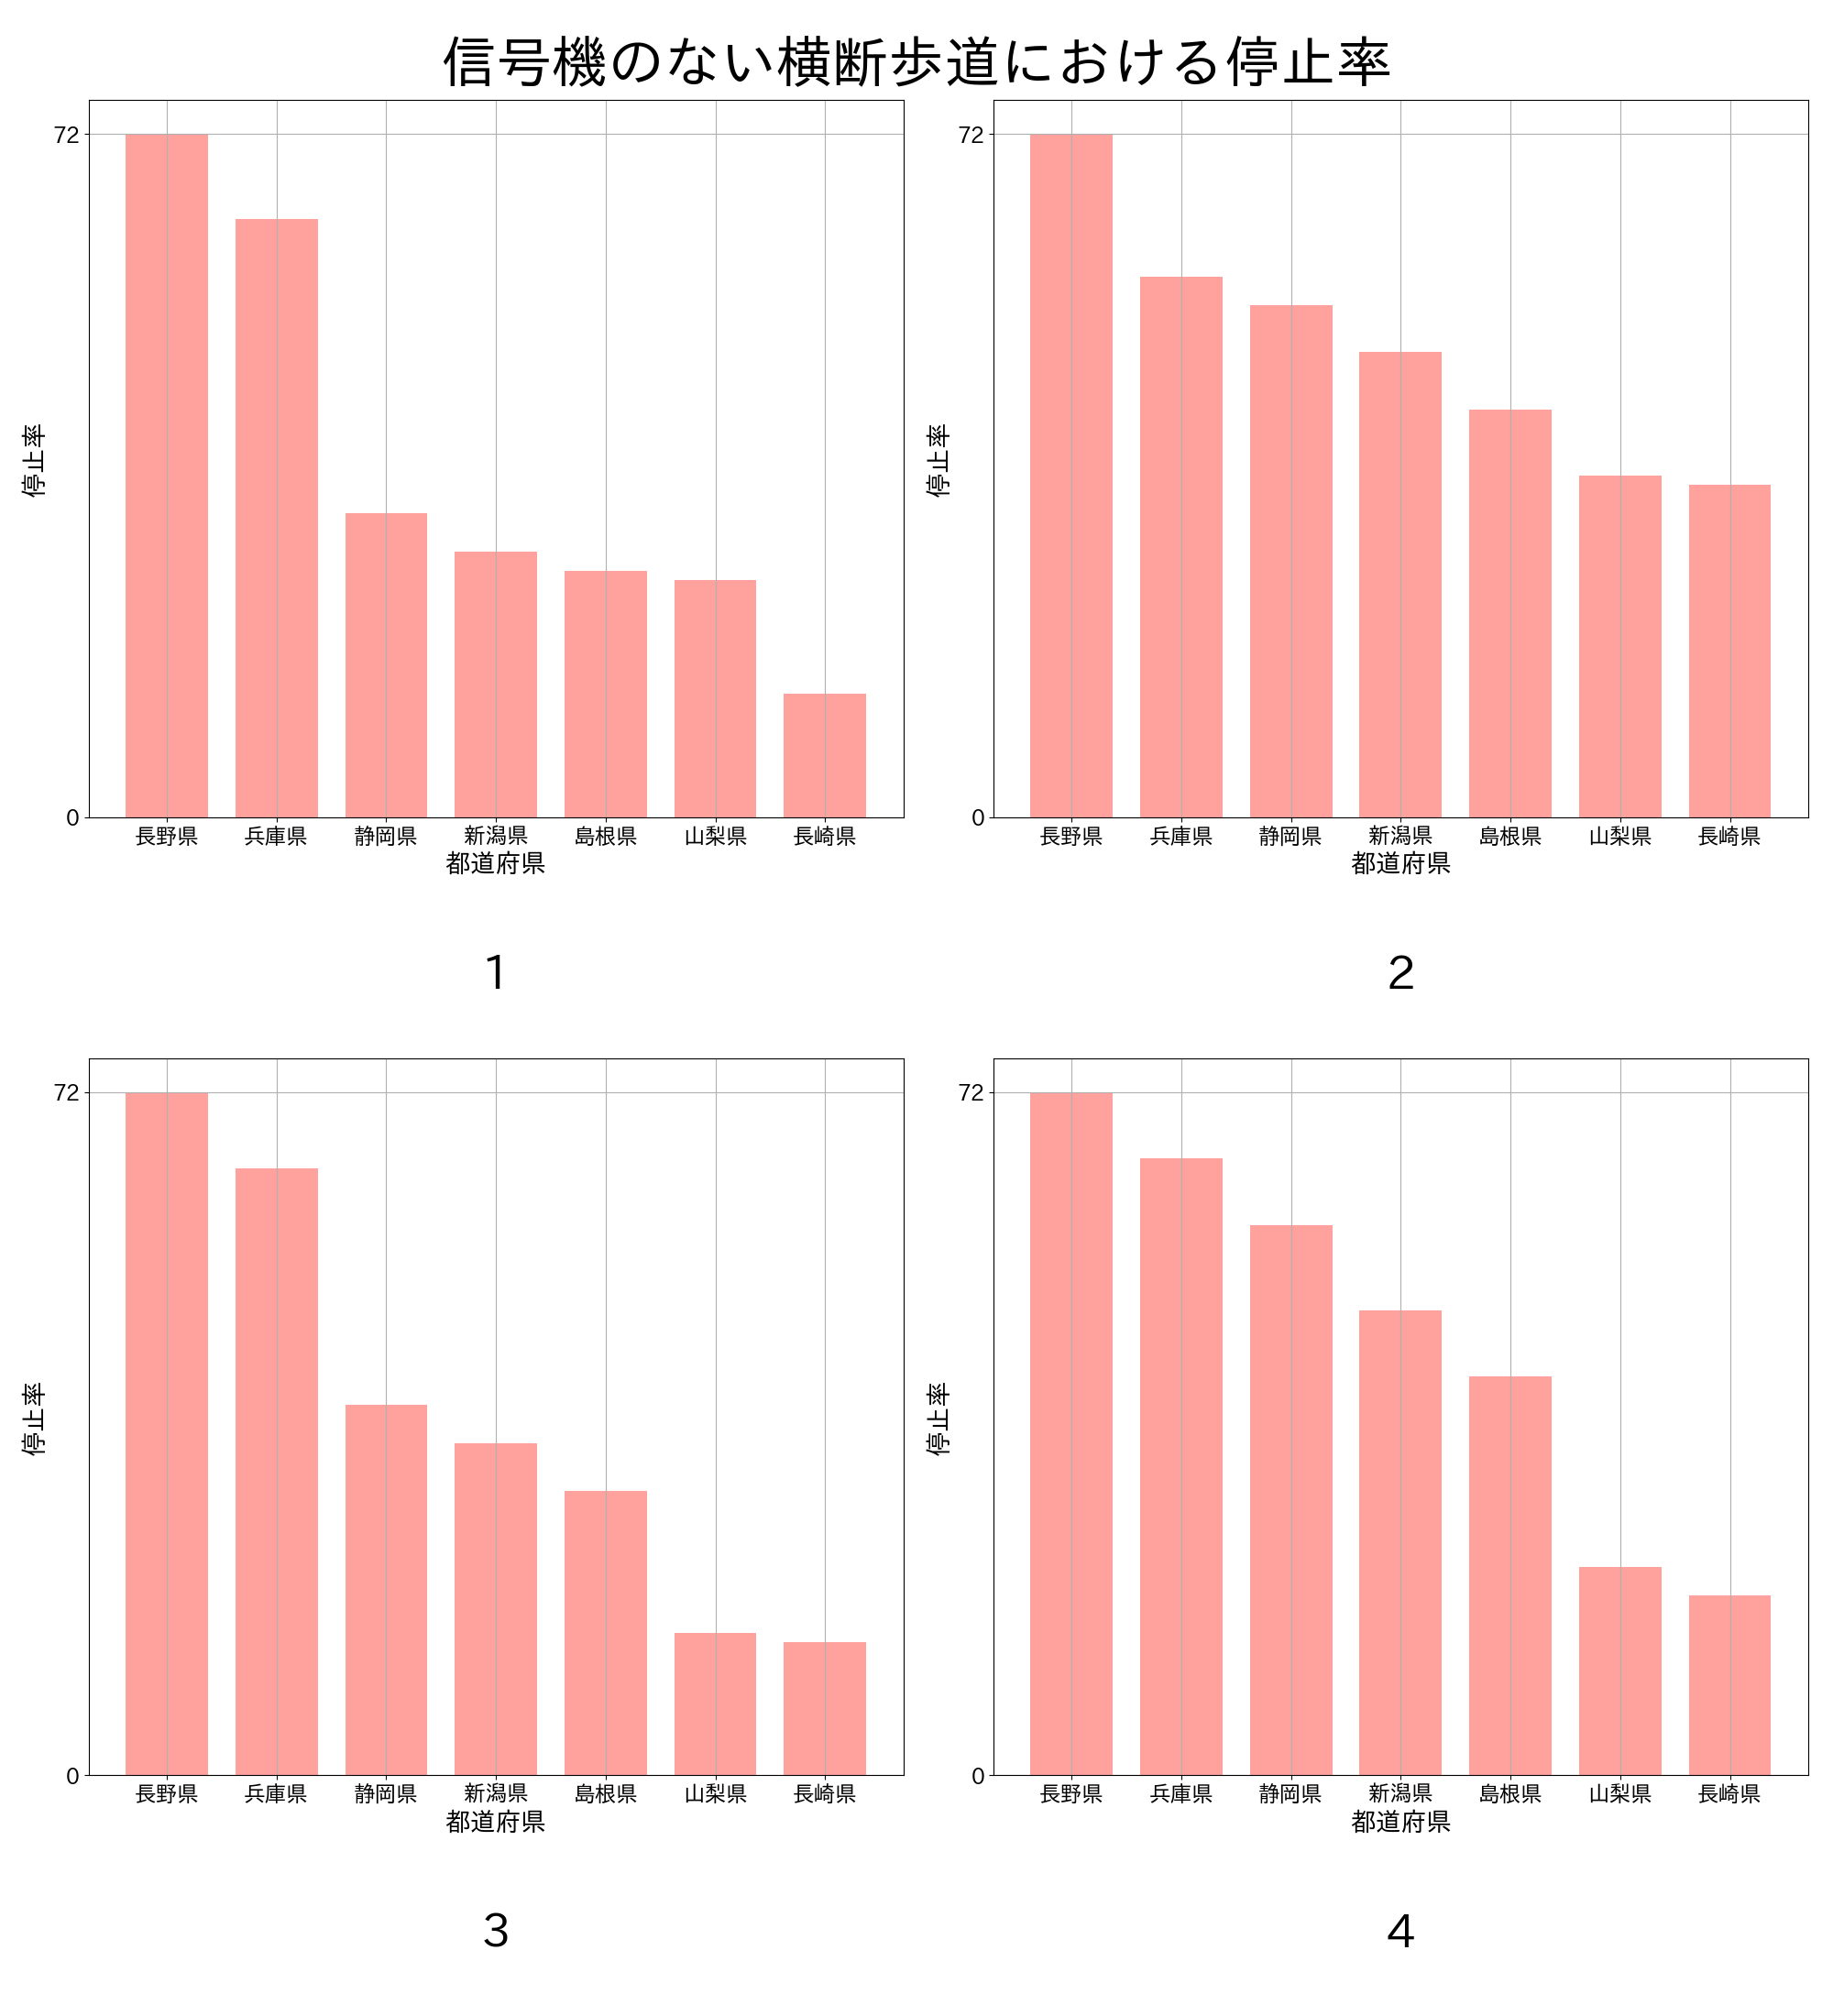 信号機のない横断歩道における停止率
72
0
停止率
長野県 兵庫県 静岡県 新潟県 島根県 山梨県 長崎県
都道府県
1
72
0
停止率
長野県 兵庫県 静岡県 新潟県 島根県 山梨県 長崎県
都道府県
2
72
0
停止率
長野県 兵庫県 静岡県 新潟県 島根県 山梨県 長崎県
都道府県
3
72
0
停止率
長野県 兵庫県 静岡県 新潟県 島根県 山梨県 長崎県
都道府県
4